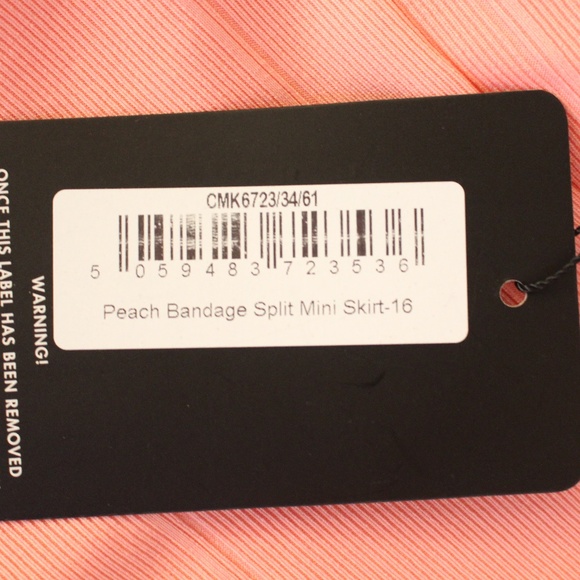 CMK6723/34/61
5 059483 723536
Peach Bandage Split Mini Skirt-16
WARNING!
ONCE THIS LABEL HAS BEEN REMOVED